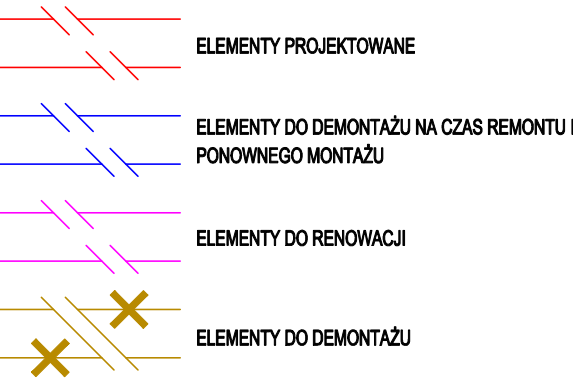 ELEMENTY PROJEKTOWANE
ELEMENTY DO DEMONTAŻU NA CZAS REMONTU I
PONOWNEGO MONTAŻU
ELEMENTY DO RENOWACJI
ELEMENTY DO DEMONTAŻU